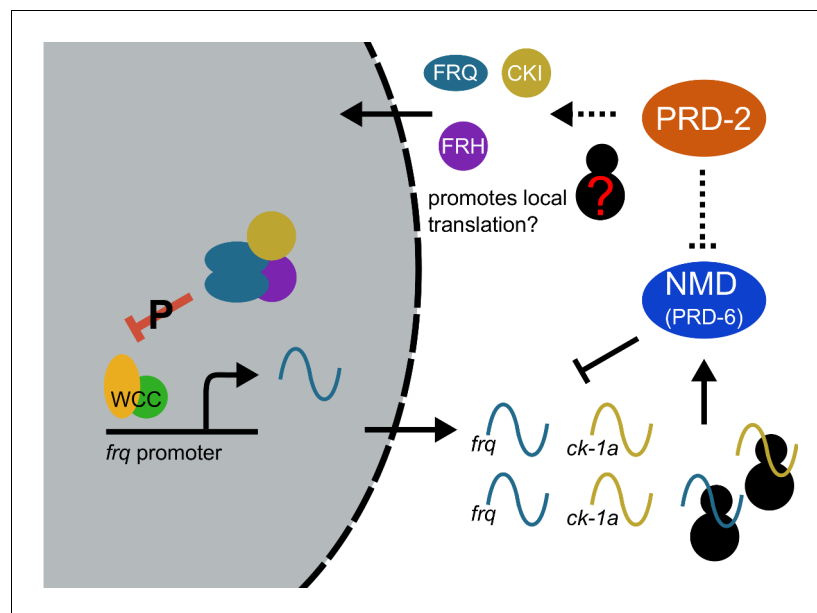 FRQ
CKI
PRD-2
FRH
?
promotes local
translation?
NMD
(PRD-6)
P
WCC
frq promoter
frq
ck-1a
frq
ck-1a